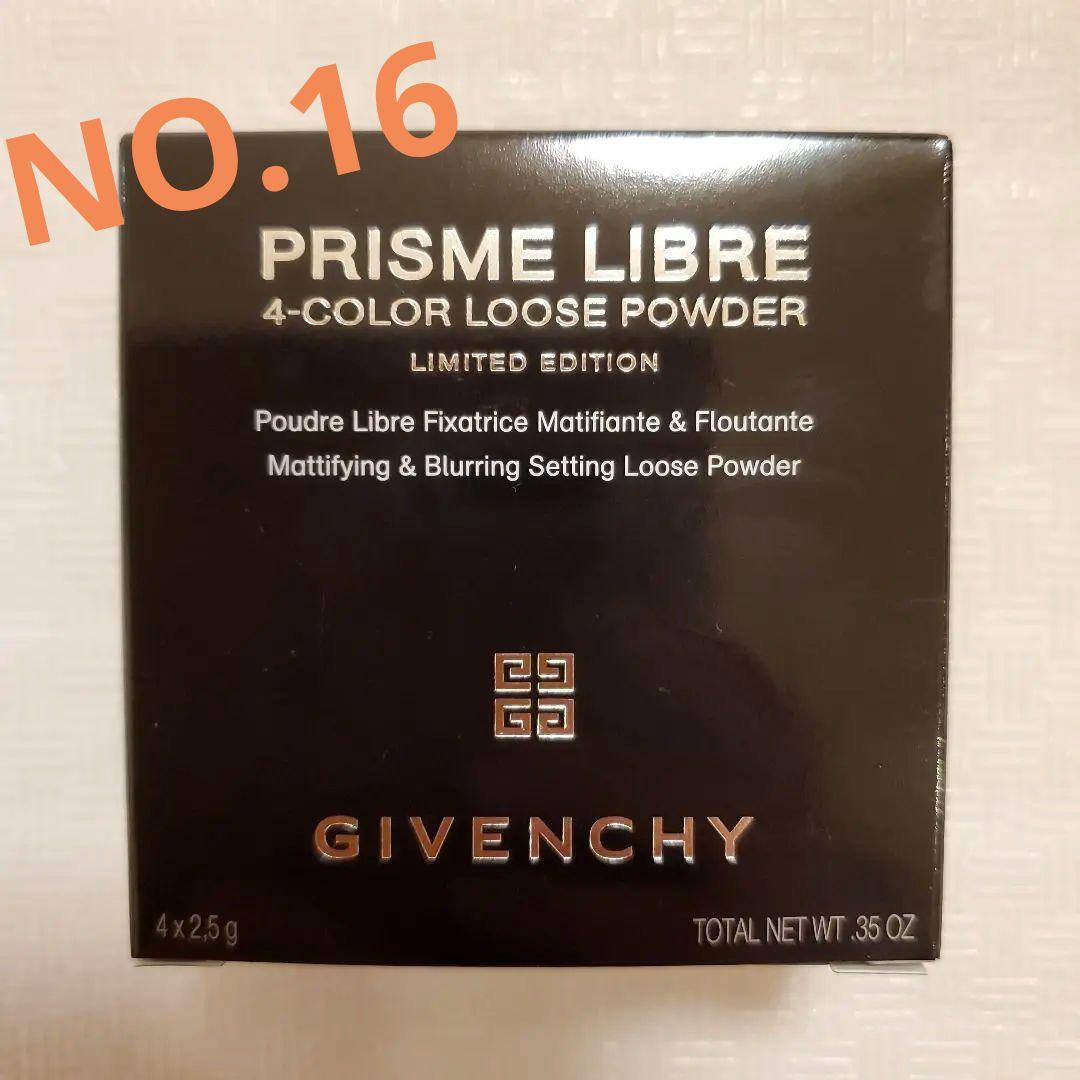 NO.16
PRISME LIBRE
4-COLOR LOOSE POWDER
LIMITED EDITION
Poudre Libre Fixatrice Matifiante & Floutante
Mattifying & Blurring Setting Loose Powder
GIVENCHY
4 x 2,5 g
TOTAL NET WT .35 OZ